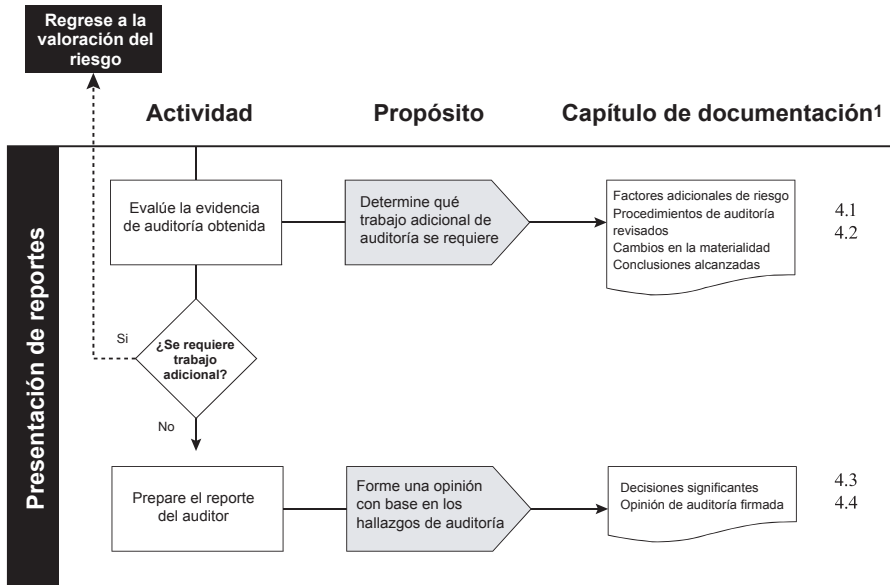 Regrese a la
valoración del
riesgo
Actividad
Propósito
Capítulo de documentación¹
Presentación de reportes
Evalúe la evidencia
de auditoría obtenida
Determine qué
trabajo adicional de
auditoría se requiere
Factores adicionales de riesgo
Procedimientos de auditoría
revisados
Cambios en la materialidad
Conclusiones alcanzadas
4.1
4.2
Si
¿Se requiere
trabajo
adicional?
No
Prepare el reporte
del auditor
Forme una opinión
con base en los
hallazgos de auditoría
Decisiones significantes
Opinión de auditoría firmada
4.3
4.4